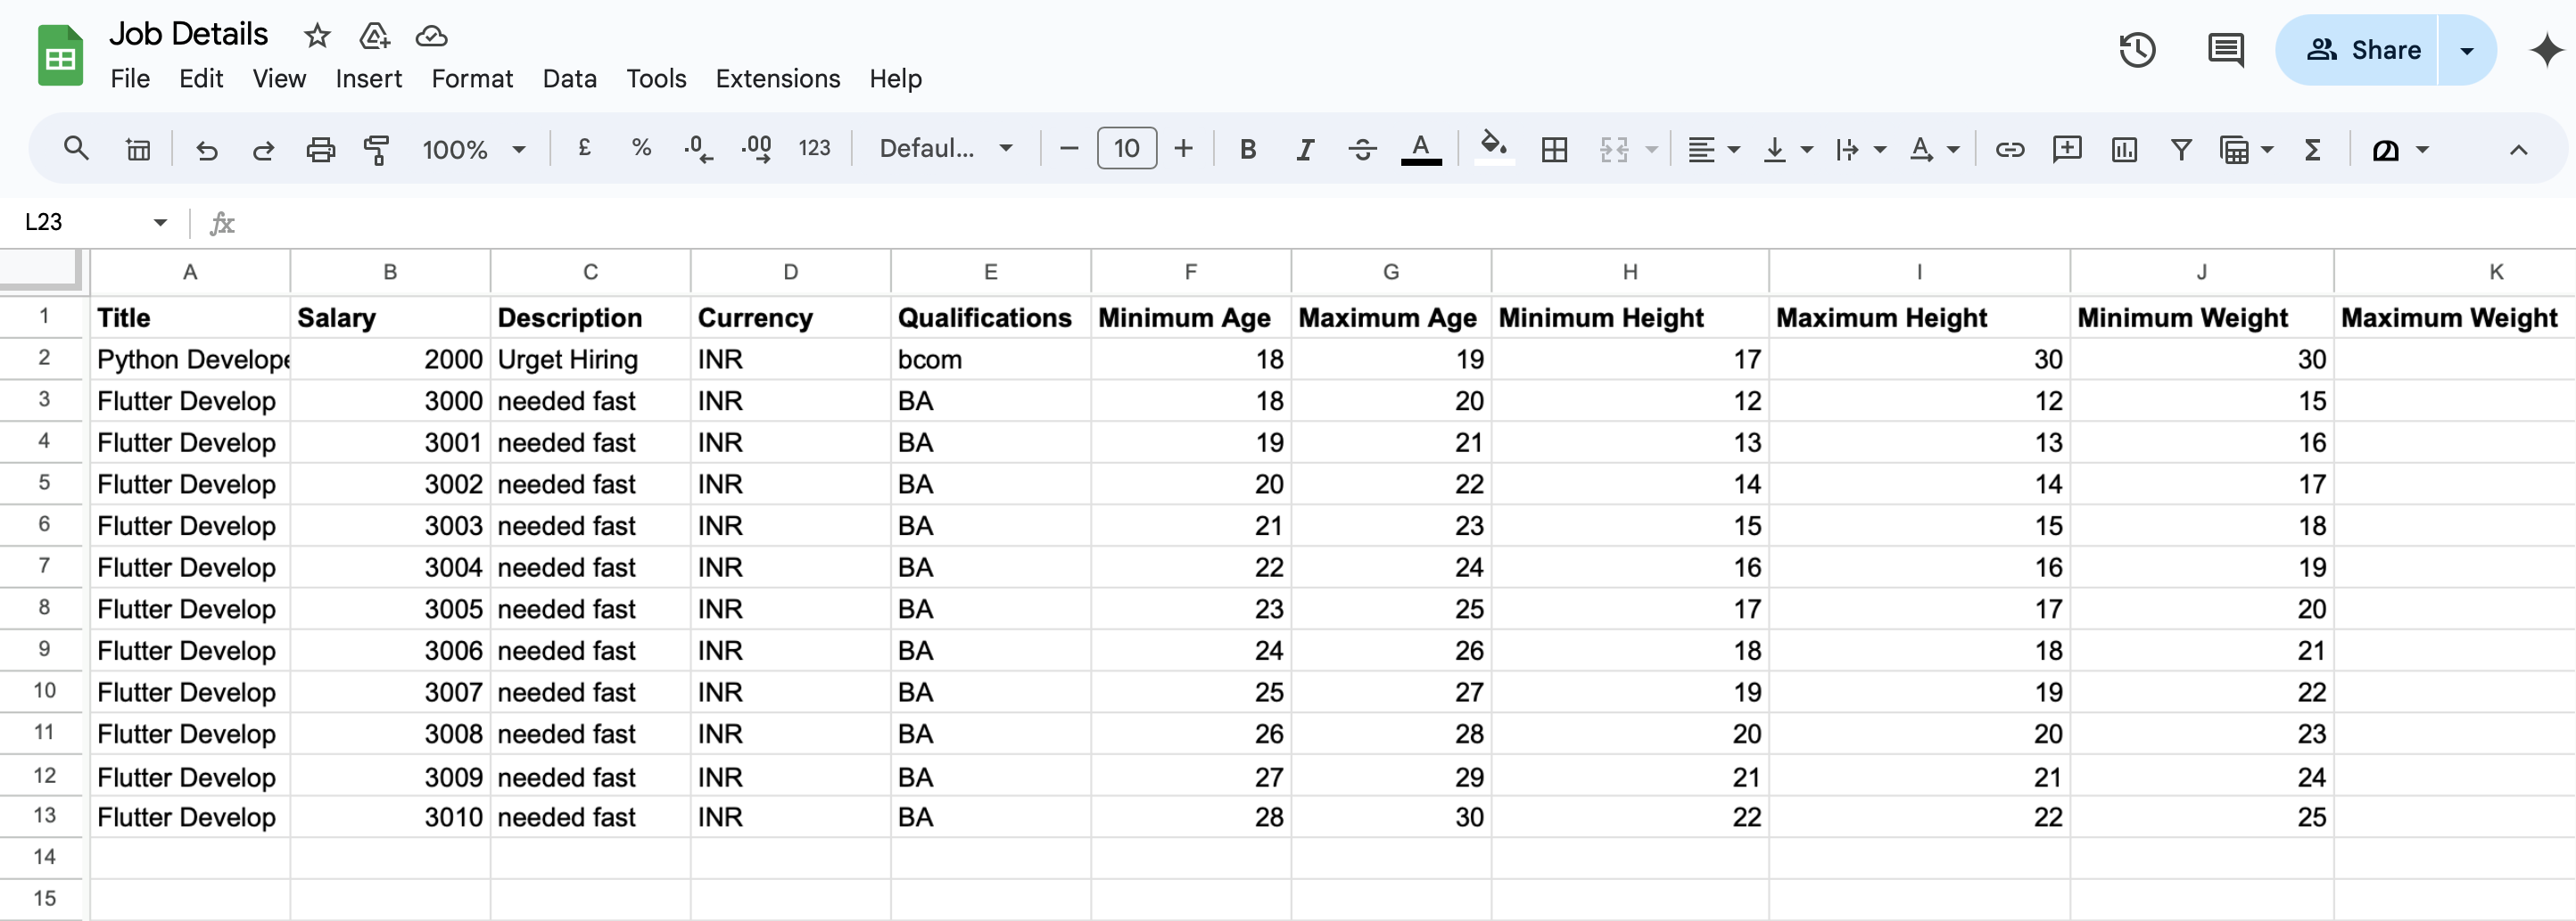 Job Details
File Edit View Insert Format Data Tools Extensions Help
Share
100% £ % .0 .00 123 Defaul... 10 B I A
L23 fx
A B C D E F G H I J K
1 Title Salary Description Currency Qualifications Minimum Age Maximum Age Minimum Height Maximum Height Minimum Weight Maximum Weight
2 Python Develope 2000 Urget Hiring INR bcom 18 19 17 30 30
3 Flutter Develop 3000 needed fast INR BA 18 20 12 12 15
4 Flutter Develop 3001 needed fast INR BA 19 21 13 13 16
5 Flutter Develop 3002 needed fast INR BA 20 22 14 14 17
6 Flutter Develop 3003 needed fast INR BA 21 23 15 15 18
7 Flutter Develop 3004 needed fast INR BA 22 24 16 16 19
8 Flutter Develop 3005 needed fast INR BA 23 25 17 17 20
9 Flutter Develop 3006 needed fast INR BA 24 26 18 18 21
10 Flutter Develop 3007 needed fast INR BA 25 27 19 19 22
11 Flutter Develop 3008 needed fast INR BA 26 28 20 20 23
12 Flutter Develop 3009 needed fast INR BA 27 29 21 21 24
13 Flutter Develop 3010 needed fast INR BA 28 30 22 22 25
14
15